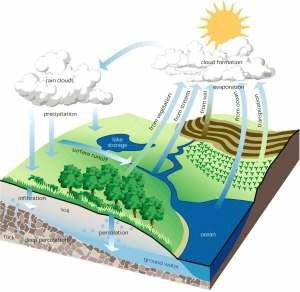 cloud formation
rain clouds
evaporation
precipitation
from vegetation
from streams
from soil
from ocean
transpiration
lake
storage
surface runoff
infiltration
soil
percolation
rock
deep percolation
ocean
ground water